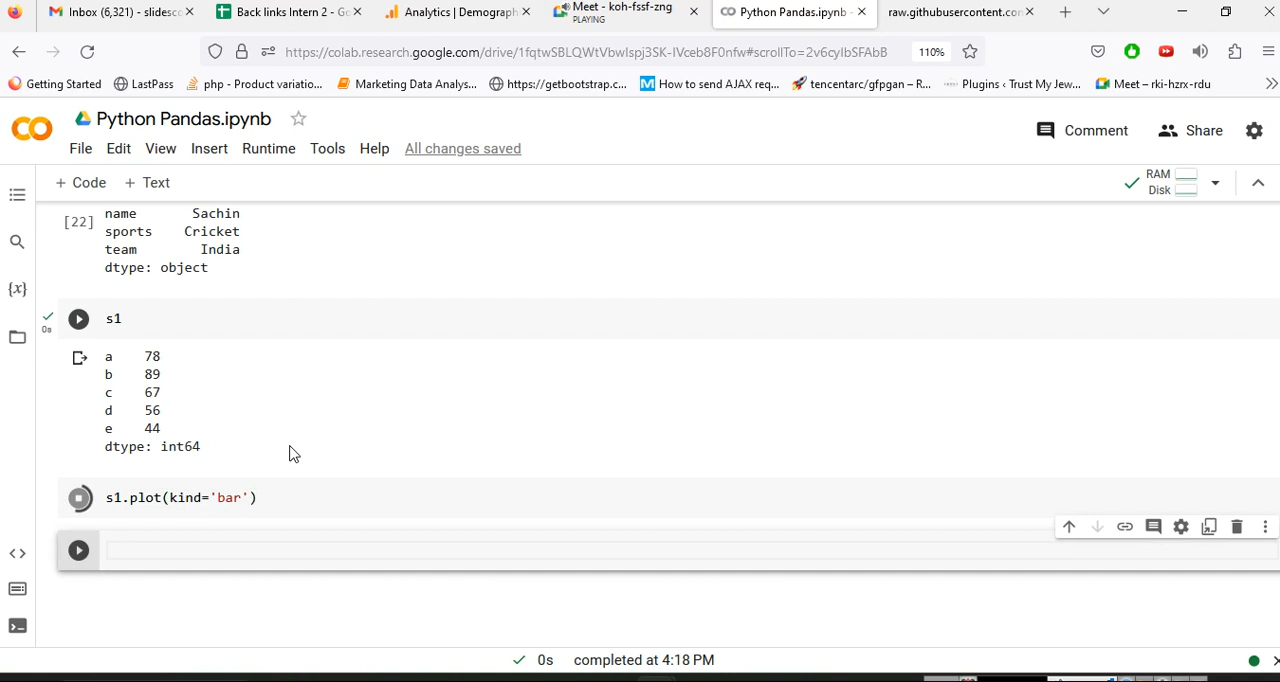 Inbox (6,321) - slidesc
Back links Intern 2 - Go
Analytics | Demograph
Meet - koh-fssf-zng
PLAYING
Python Pandas.ipynb -
raw.githubusercontent.com
https://colab.research.google.com/drive/1fqtwSBLQWtVbwIspj3SK-IVceb8F0nfw#scrollTo=2v6cyIbSFAbB
110%
Getting Started
LastPass
php - Product variatio...
Marketing Data Analys...
https://getbootstrap.c...
How to send AJAX req...
tencentarc/gfpgan – R...
Plugins ‹ Trust My Jew...
Meet – rki-hzrx-rdu
CO
Python Pandas.ipynb
Comment
Share
File Edit View Insert Runtime Tools Help All changes saved
+ Code + Text
RAM
Disk
[22]
name Sachin
sports Cricket
team India
dtype: object
0s
s1
a 78
b 89
c 67
d 56
e 44
dtype: int64
s1.plot(kind='bar')
{x}
0s completed at 4:18 PM